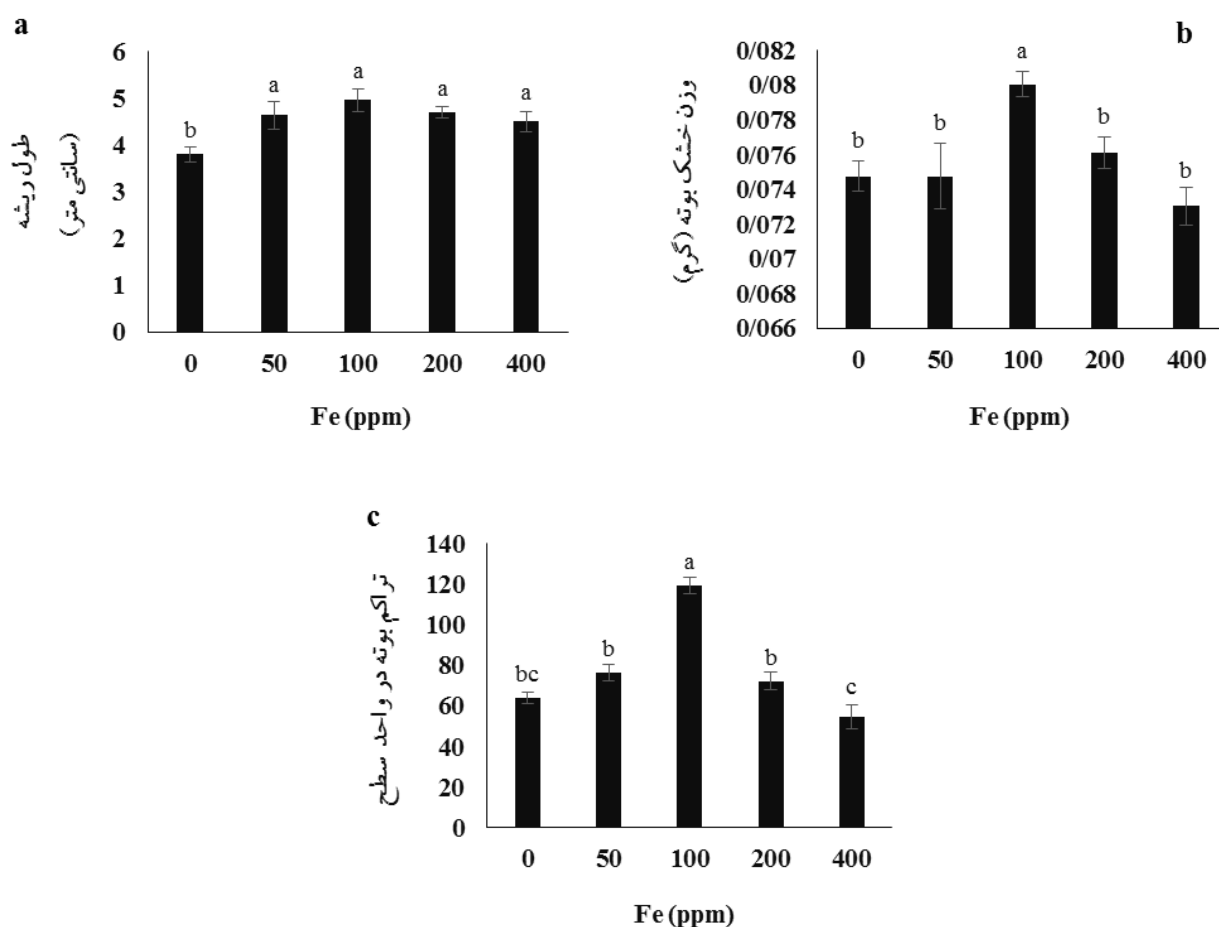 a
طول ریشه
(سانتی متر)
6
5
4
3
2
1
0
b
a
a
a
a
0 50 100 200 400
Fe (ppm)
b
وزن خشک بوته (گرم)
0/082
0/08
0/078
0/076
0/074
0/072
0/07
0/068
0/066
b
b
a
b
b
0 50 100 200 400
Fe (ppm)
c
تراکم بوته در واحد سطح
140
120
100
80
60
40
20
0
bc
b
a
b
c
0 50 100 200 400
Fe (ppm)